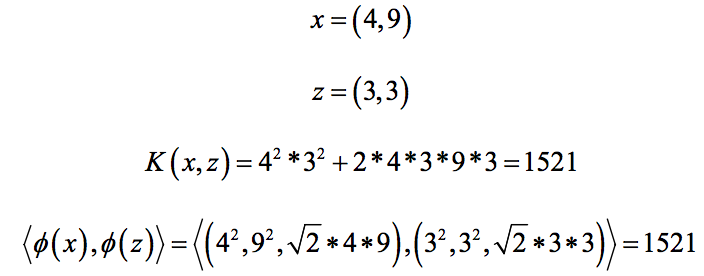 x = (4,9)
z = (3,3)
K(x,z) = 4² * 3² + 2 * 4 * 3 * 9 * 3 = 1521
⟨ϕ(x),ϕ(z)⟩ = ⟨(4²,9²,√2 * 4 * 9),(3²,3²,√2 * 3 * 3)⟩ = 1521